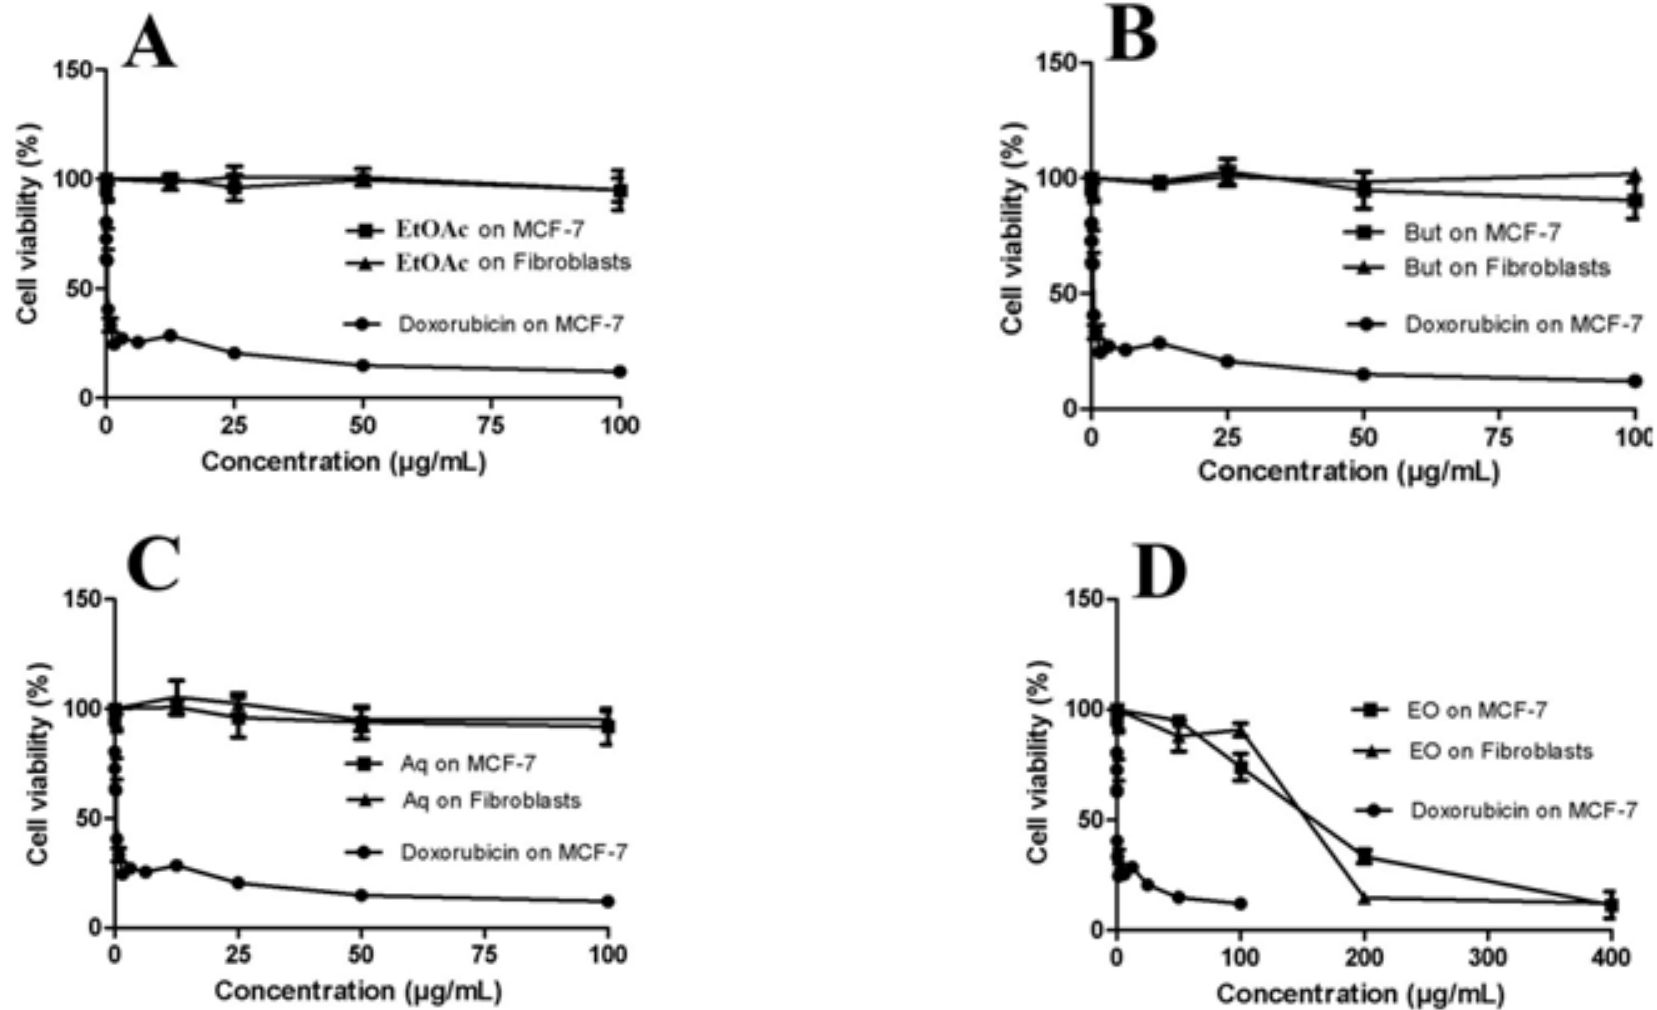 A
150
100
50
0
Cell viability (%)
EtOAc on MCF-7
EtOAc on Fibroblasts
Doxorubicin on MCF-7
0 25 50 75 100
Concentration (µg/mL)
B
150
100
50
0
Cell viability (%)
But on MCF-7
But on Fibroblasts
Doxorubicin on MCF-7
0 25 50 75 100
Concentration (µg/mL)
C
150
100
50
0
Cell viability (%)
Aq on MCF-7
Aq on Fibroblasts
Doxorubicin on MCF-7
0 25 50 75 100
Concentration (µg/mL)
D
150
100
50
0
Cell viability (%)
EO on MCF-7
EO on Fibroblasts
Doxorubicin on MCF-7
0 100 200 300 400
Concentration (µg/mL)